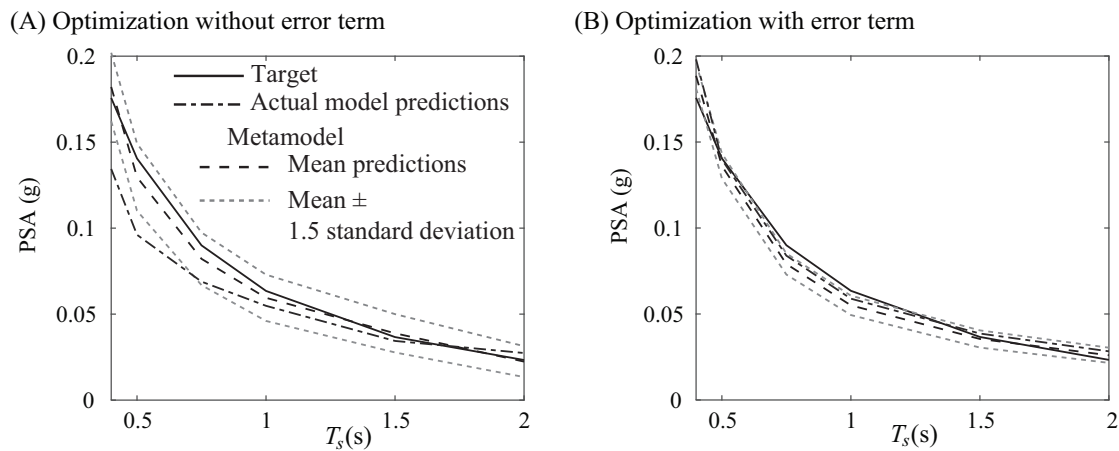 (A) Optimization without error term
0.2
0.15
0.1
0.05
0
PSA (g)
Target
Actual model predictions
Metamodel
Mean predictions
Mean ±
1.5 standard deviation
0.5 1 1.5 2
Ts(s)
(B) Optimization with error term
0.2
0.15
0.1
0.05
0
PSA (g)
0.5 1 1.5 2
Ts(s)